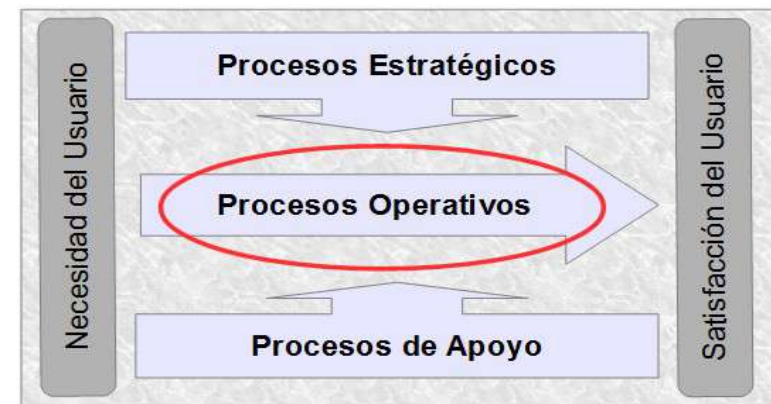 Necesidad del Usuario
Procesos Estratégicos
Procesos Operativos
Procesos de Apoyo
Satisfacción del Usuario